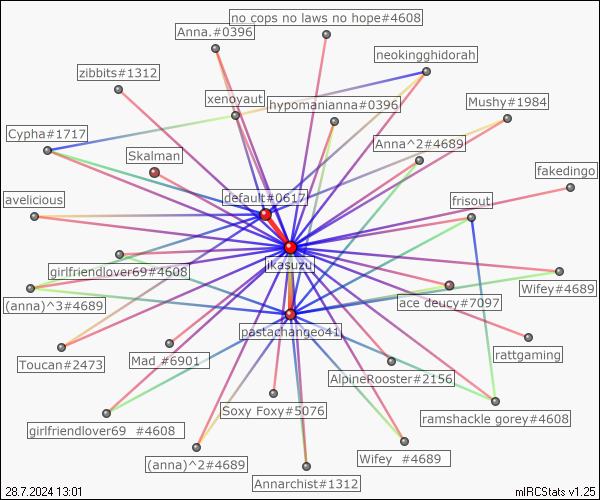 no cops no laws no hope#4608
Anna.#0396
neokingghidorah
zibbits#1312
xenoyaut
hypomanianna#0396
Mushy#1984
Cypha#1717
Anna^2#4689
Skalman
fakedingo
default#0617
avelicious
frisout
ikasuzu
girlfriendlover69#4608
Wifey#4689
(anna)^3#4689
ace deucy#7097
pastachangeo41
rattgaming
Toucan#2473
Mad #6901
AlpineRooster#2156
Soxy Foxy#5076
ramshackle gorey#4608
girlfriendlover69 #4608
(anna)^2#4689
Wifey #4689
Annarchist#1312
28.7.2024 13:01
mIRCStats v1.25